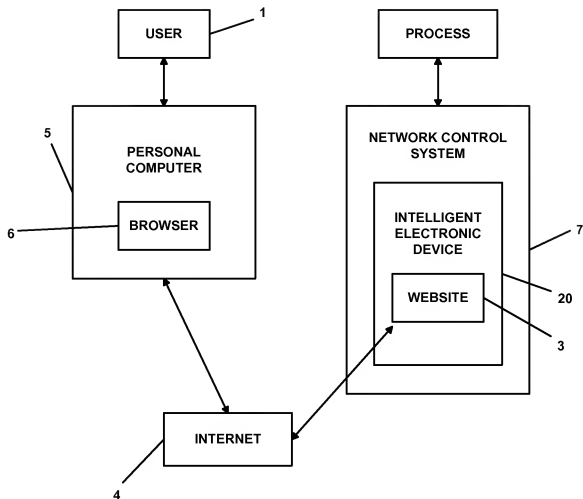 1
USER
PROCESS
5
PERSONAL
COMPUTER
NETWORK CONTROL
SYSTEM
6
BROWSER
INTELLIGENT
ELECTRONIC
DEVICE
7
WEBSITE
20
3
INTERNET
4